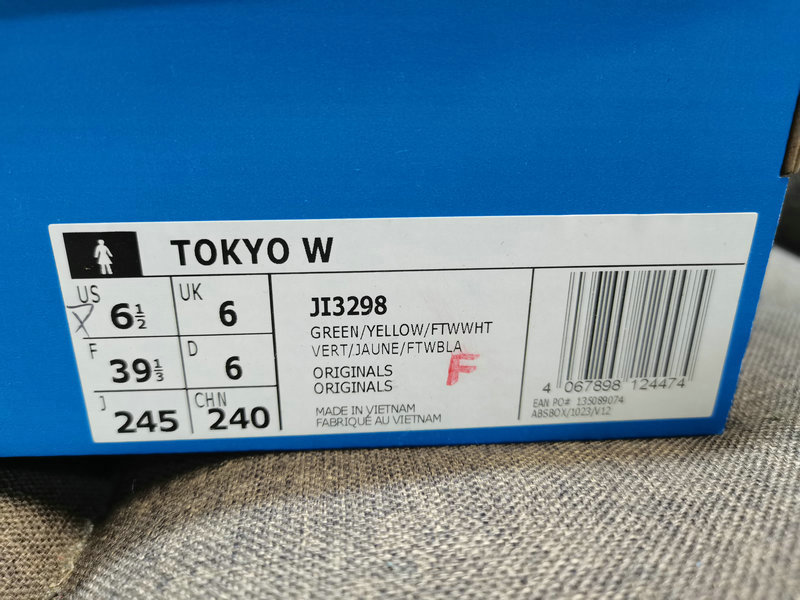 TOKYO W
US 6½ UK 6
F 39⅓ D 6
J 245 CHN 240
JI3298
GREEN/YELLOW/FTWWHT
VERT/JAUNE/FTWBLA
ORIGINALS
ORIGINALS
F
MADE IN VIETNAM
FABRIQUÉ AU VIETNAM
4 067898 124474
EAN PO# 135089074
ABSBOX/1023/V12